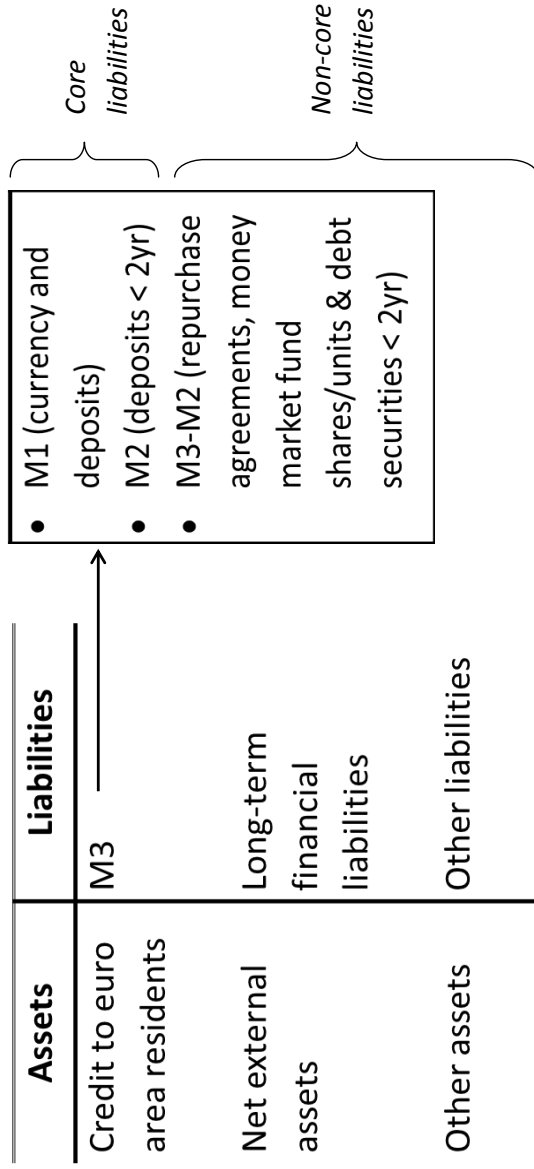 Assets
Liabilities
Credit to euro
area residents
M3
Net external
assets
Long-term
financial
liabilities
Other assets
Other liabilities
• M1 (currency and
deposits)
• M2 (deposits < 2yr)
• M3-M2 (repurchase
agreements, money
market fund
shares/units & debt
securities < 2yr)
Core
liabilities
Non-core
liabilities